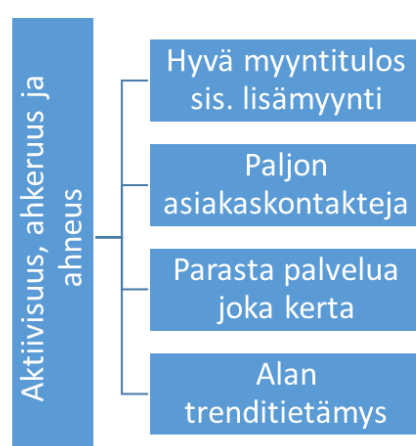 Aktiivisuus, ahkeruus ja
ahneus
Hyvä myyntitulos
sis. lisämyynti
Paljon
asiakaskontakteja
Parasta palvelua
joka kerta
Alan
trenditietämys